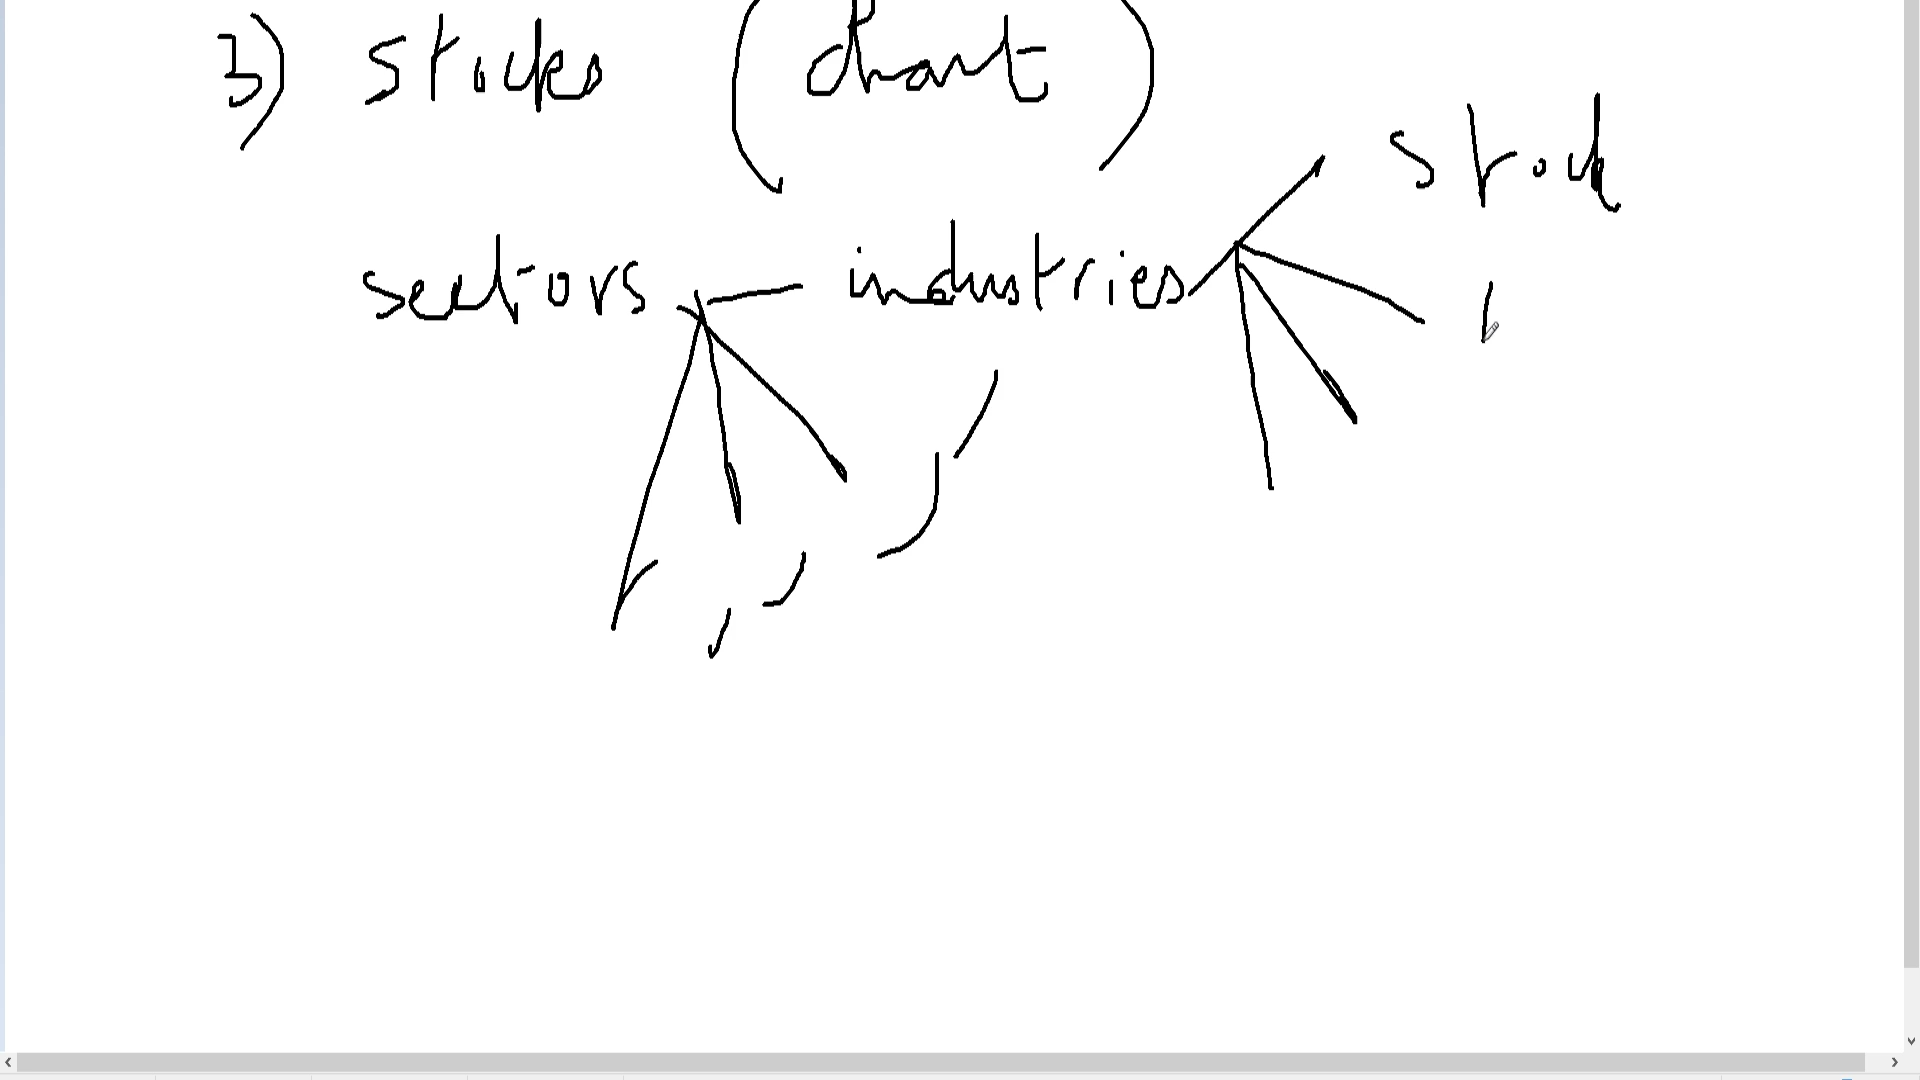 3) stocks (chart)
stock
sectors — industries